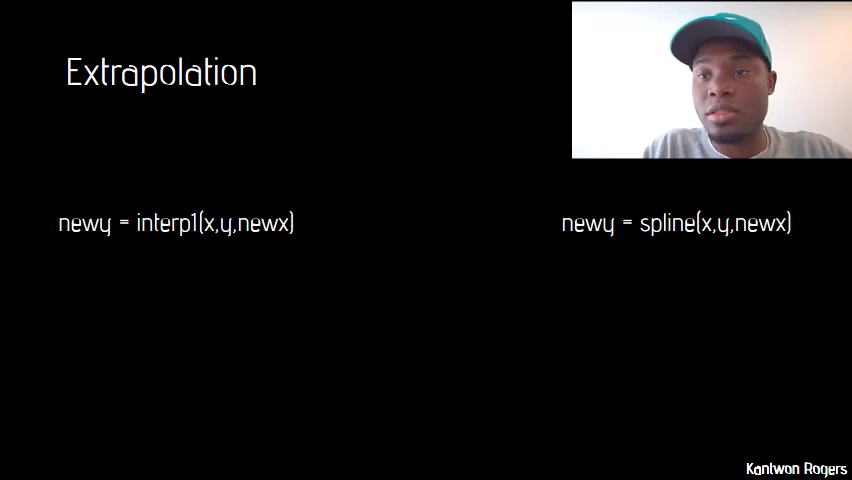 Extrapolation
newy = interp1(x,y,newx)
newy = spline(x,y,newx)
Kantwon Rogers